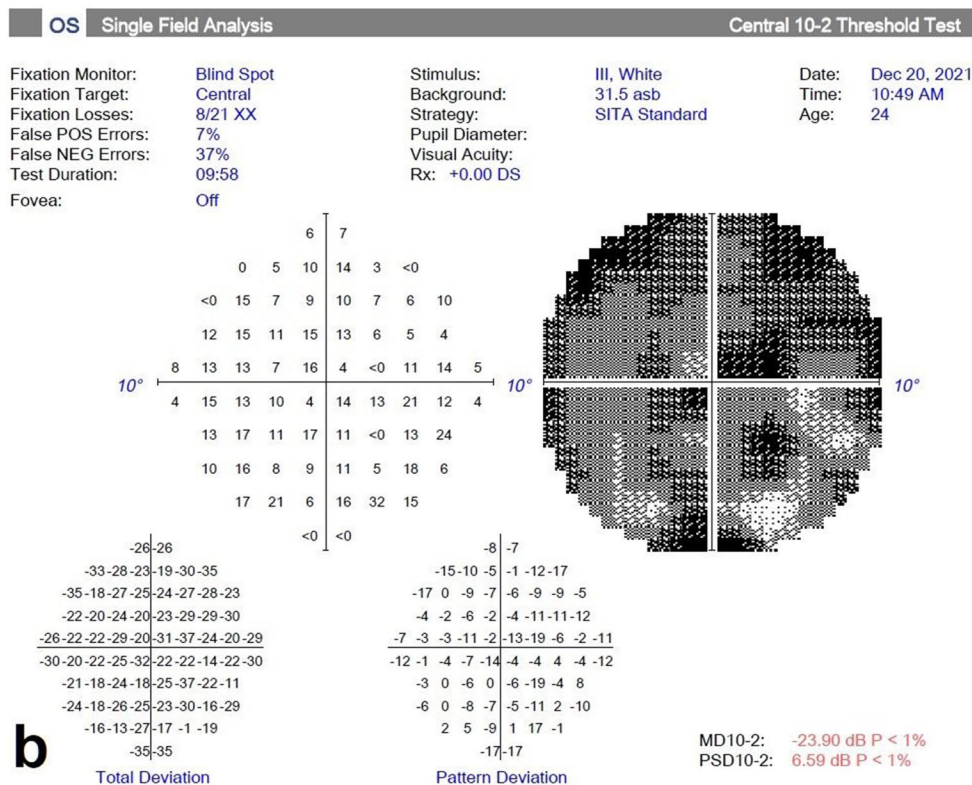 OS Single Field Analysis Central 10-2 Threshold Test
Fixation Monitor: Blind Spot Stimulus: III, White Date: Dec 20, 2021
Fixation Target: Central Background: 31.5 asb Time: 10:49 AM
Fixation Losses: 8/21 XX Strategy: SITA Standard Age: 24
False POS Errors: 7% Pupil Diameter:
False NEG Errors: 37% Visual Acuity:
Test Duration: 09:58 Rx: +0.00 DS
Fovea: Off
6 7
0 5 10 14 3 <0
<0 15 7 9 10 7 6 10
12 15 11 15 13 6 5 4
8 13 13 7 16 4 <0 11 14 5
10° 10° 10°
4 15 13 10 4 14 13 21 12 4
13 17 11 17 11 <0 13 24
10 16 8 9 11 5 18 6
17 21 6 16 32 15
<0 <0
-26 -26 -8 -7
-33 -28 -23 -19 -30 -35 -15 -10 -5 -1 -12 -17
-35 -18 -27 -25 -24 -27 -28 -23 -17 0 -9 -7 -6 -9 -9 -5
-22 -20 -24 -20 -23 -29 -29 -30 -4 -2 -6 -2 -4 -11 -11 -12
-26 -22 -22 -29 -20 -31 -37 -24 -20 -29 -7 -3 -3 -11 -2 -13 -19 -6 -2 -11
-30 -20 -22 -25 -32 -22 -22 -14 -22 -30 -12 -1 -4 -7 -14 -4 -4 4 -4 -12
-21 -18 -24 -18 -25 -37 -22 -11 -3 0 -6 0 -6 -19 -4 8
-24 -18 -26 -25 -23 -30 -16 -29 -6 0 -8 -7 -5 -11 2 -10
-16 -13 -27 -17 -1 -19 2 5 -9 1 17 -1
-35 -35 -17 -17
b
Total Deviation Pattern Deviation
MD10-2: -23.90 dB P < 1%
PSD10-2: 6.59 dB P < 1%